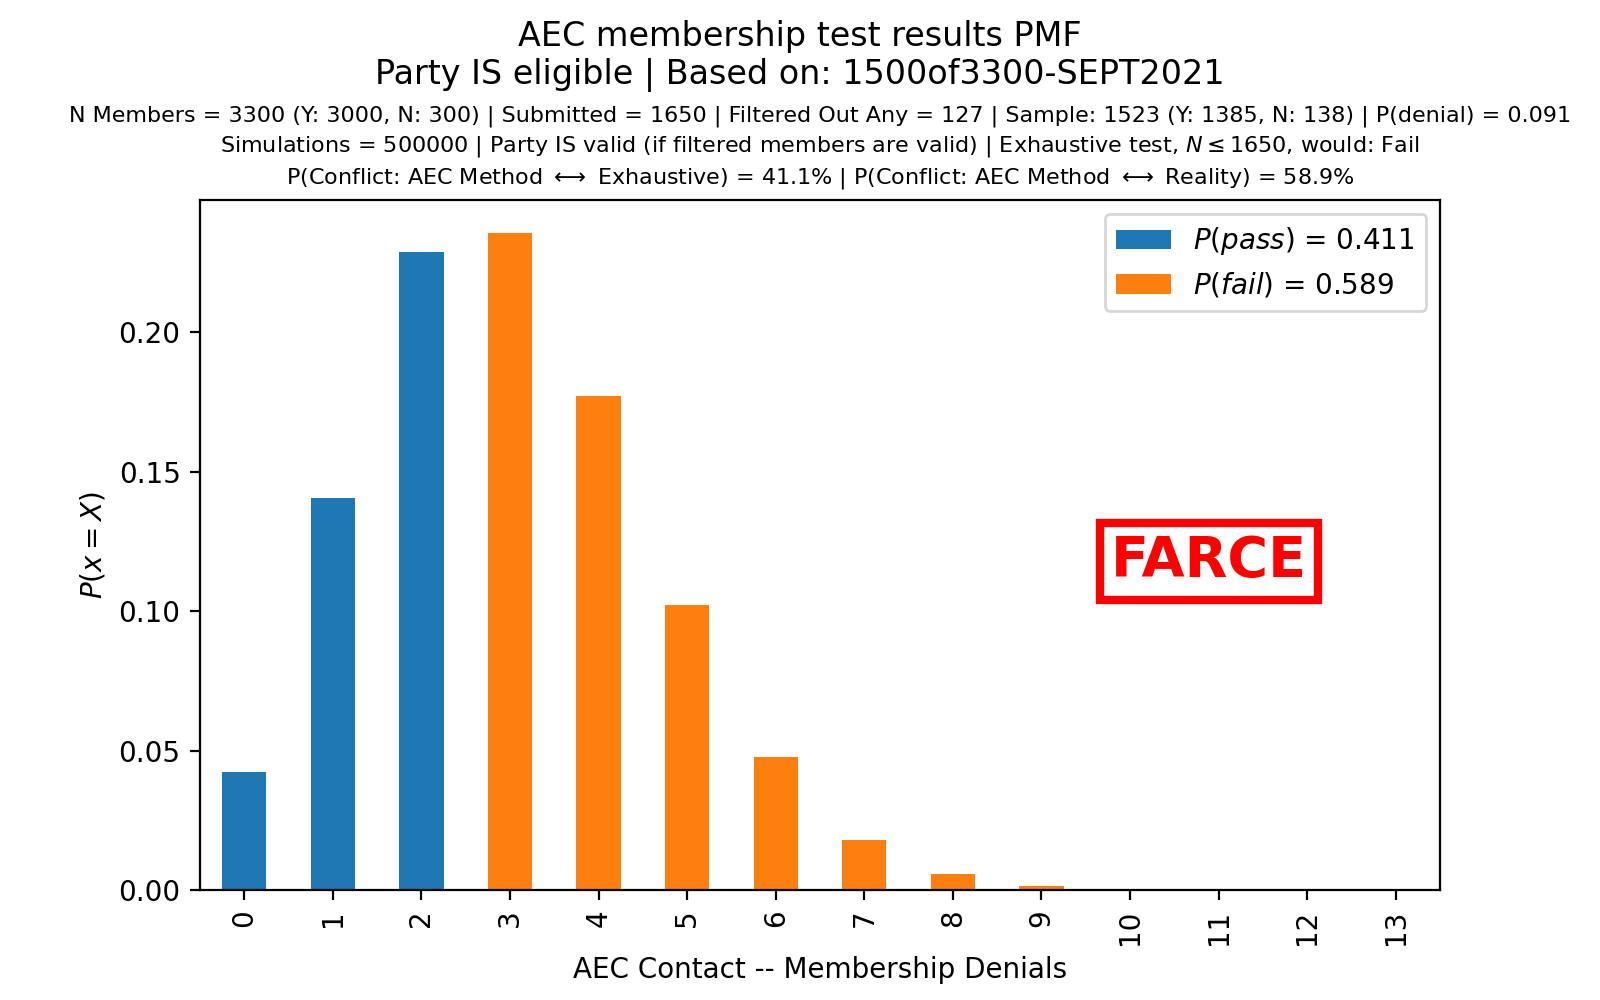 AEC membership test results PMF
Party IS eligible | Based on: 1500of3300-SEPT2021
N Members = 3300 (Y: 3000, N: 300) | Submitted = 1650 | Filtered Out Any = 127 | Sample: 1523 (Y: 1385, N: 138) | P(denial) = 0.091
Simulations = 500000 | Party IS valid (if filtered members are valid) | Exhaustive test, N ≤ 1650, would: Fail
P(Conflict: AEC Method ⟷ Exhaustive) = 41.1% | P(Conflict: AEC Method ⟷ Reality) = 58.9%
P(pass) = 0.411
P(fail) = 0.589
0.20
0.15
0.10
0.05
0.00
P(x = X)
FARCE
0 1 2 3 4 5 6 7 8 9 10 11 12 13
AEC Contact -- Membership Denials